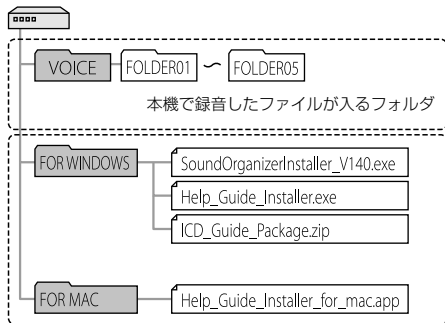 VOICE FOLDER01 〜 FOLDER05
本機で録音したファイルが入るフォルダ
FOR WINDOWS SoundOrganizerInstaller_V140.exe
Help_Guide_Installer.exe
ICD_Guide_Package.zip
FOR MAC Help_Guide_Installer_for_mac.app